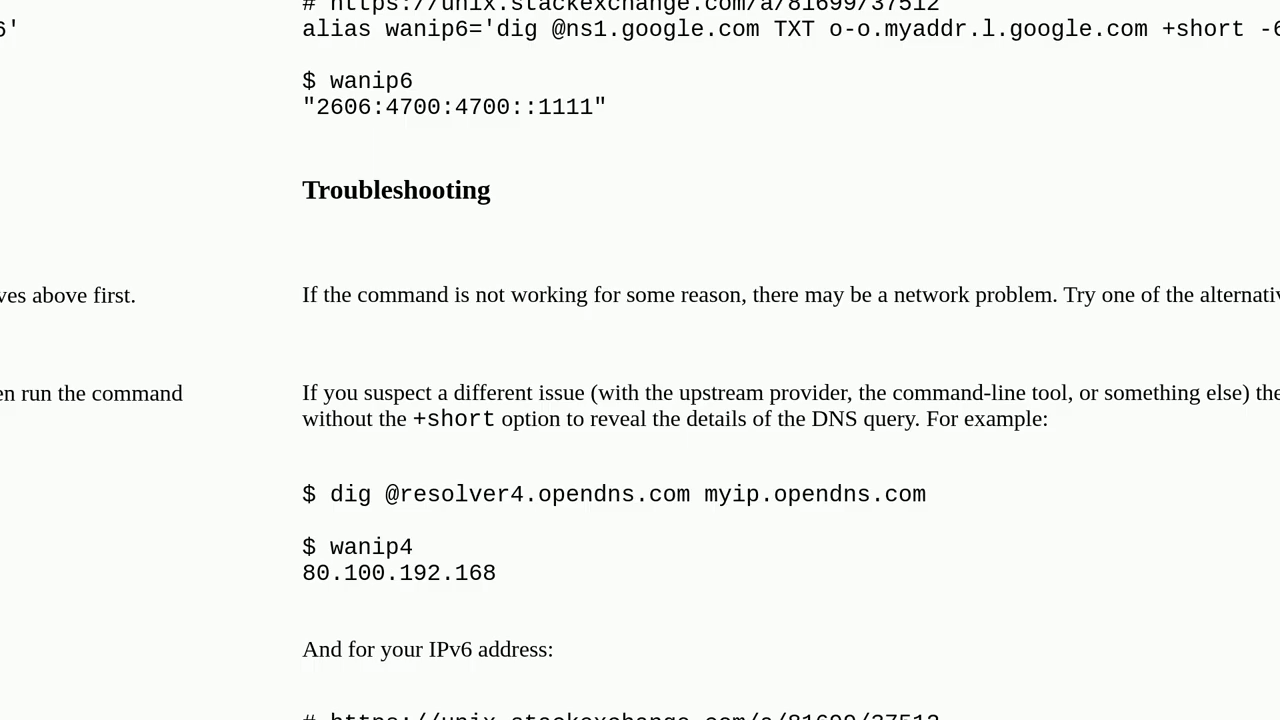 # https://unix.stackexchange.com/a/81699/37512
6' alias wanip6='dig @ns1.google.com TXT o-o.myaddr.l.google.com +short -6
$ wanip6
"2606:4700:4700::1111"
Troubleshooting
ves above first. If the command is not working for some reason, there may be a network problem. Try one of the alternativ
en run the command If you suspect a different issue (with the upstream provider, the command-line tool, or something else) the
without the +short option to reveal the details of the DNS query. For example:
$ dig @resolver4.opendns.com myip.opendns.com
$ wanip4
80.100.192.168
And for your IPv6 address:
# https://unix.stackexchange.com/a/81699/37512